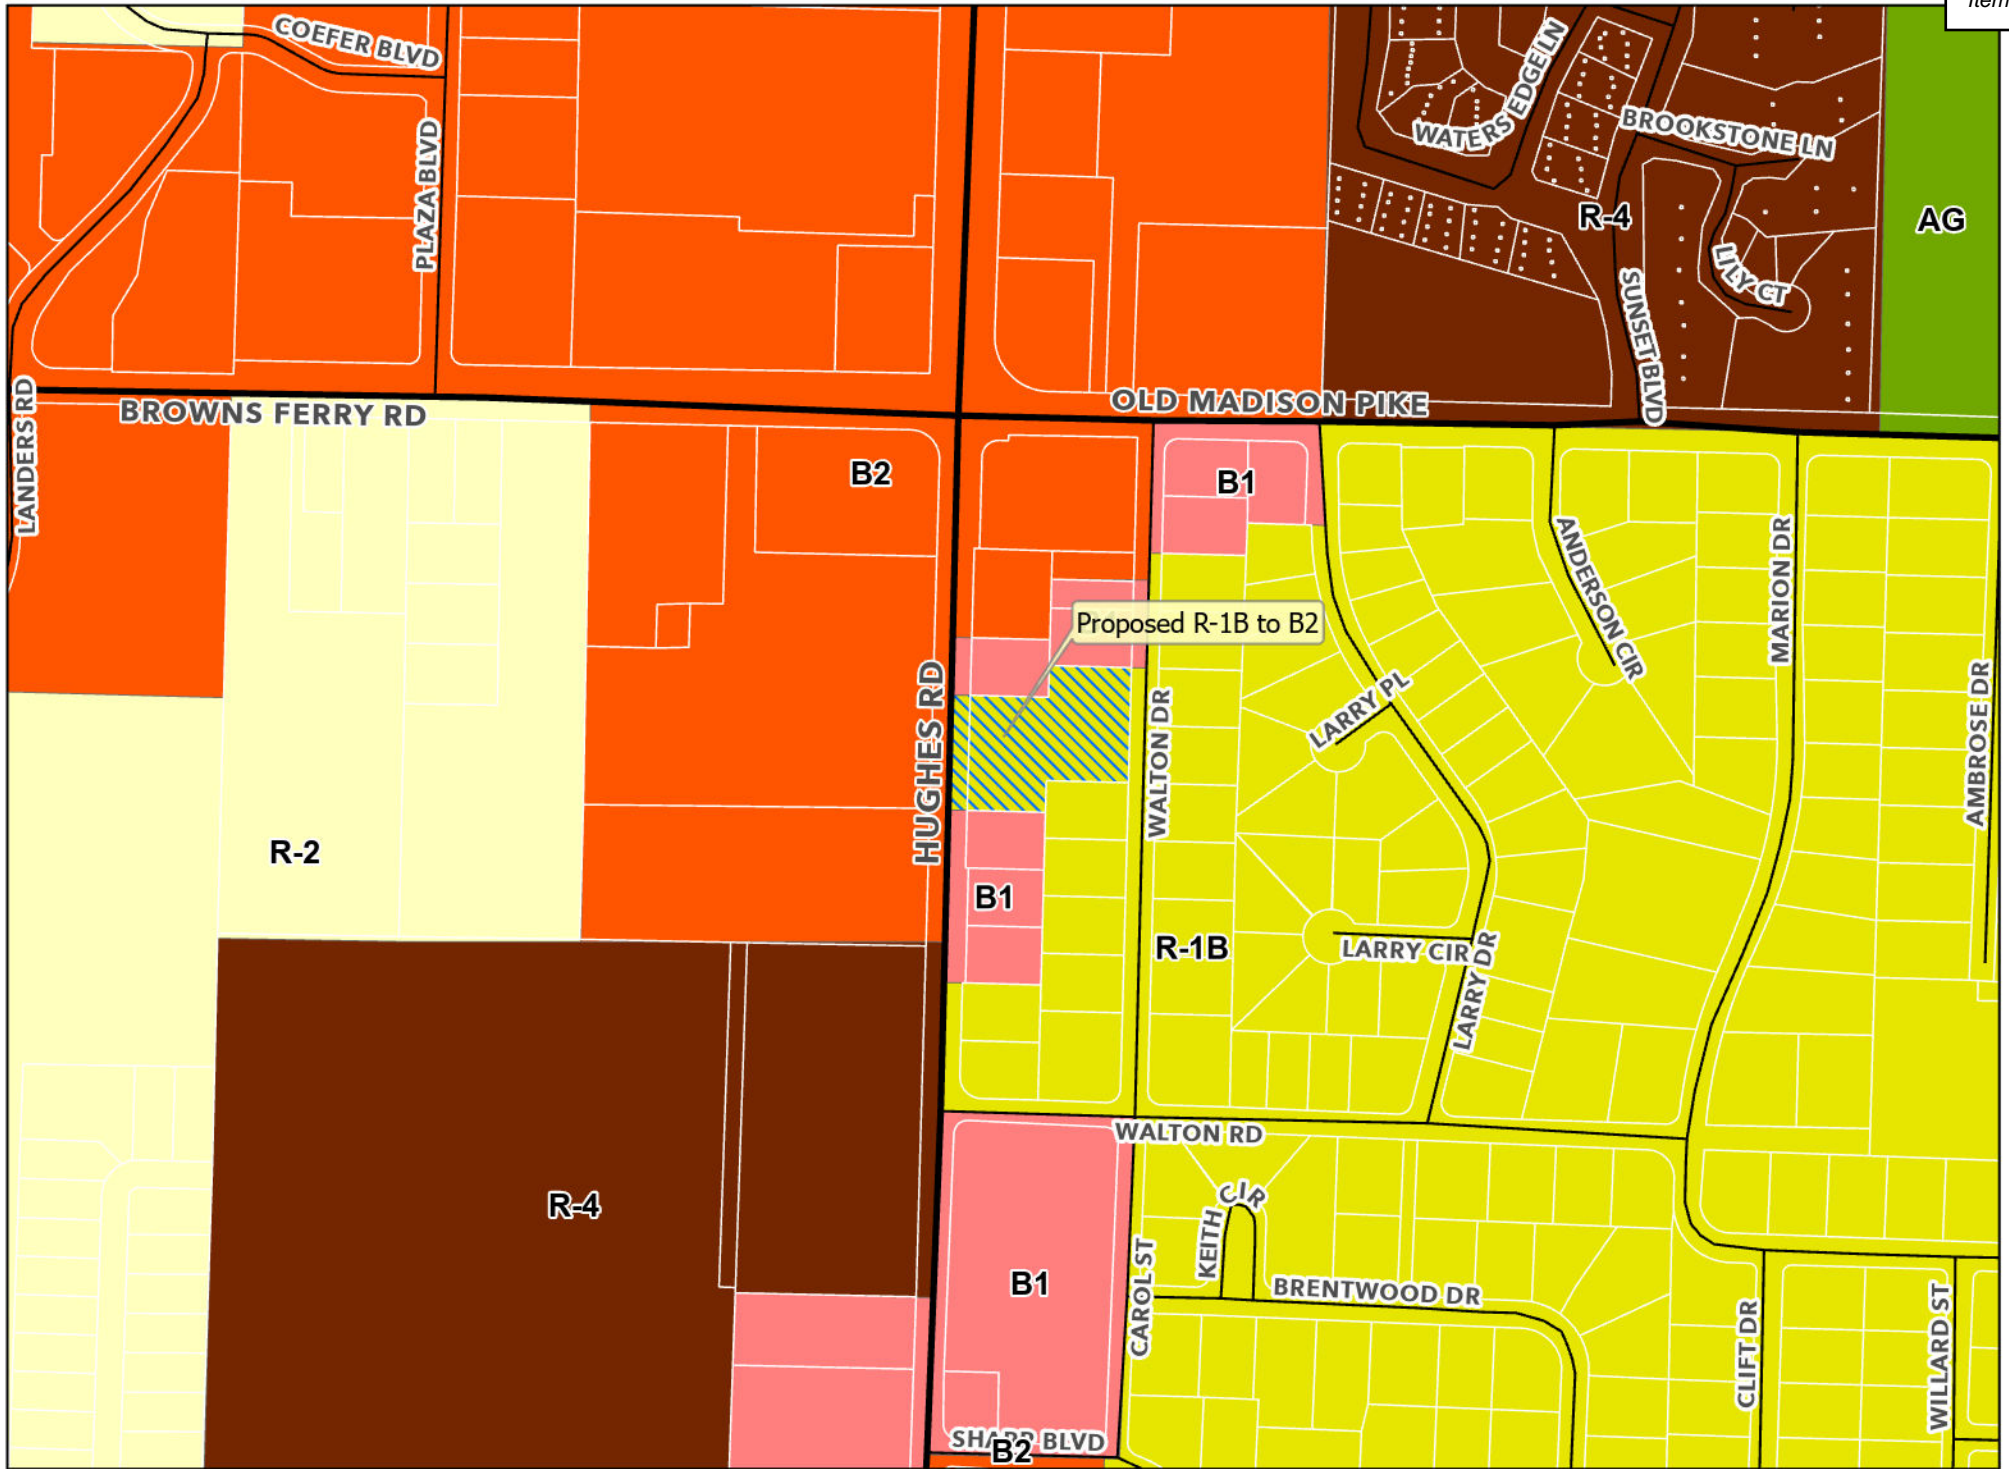 Item
COEFER BLVD
WATERS EDGE LN
BROOKSTONE LN
PLAZA BLVD
R-4
AG
LILY CT
SUNSET BLVD
LANDERS RD
BROWNS FERRY RD
OLD MADISON PIKE
B2
B1
ANDERSON CIR
MARION DR
Proposed R-1B to B2
HUGHES RD
WALTON DR
LARRY PL
AMBROSE DR
R-2
B1
R-1B
LARRY CIR
LARRY DR
WALTON RD
R-4
KEITH CIR
B1
CAROL ST
BRENTWOOD DR
CLIFT DR
WILLARD ST
SHARP BLVD
B2